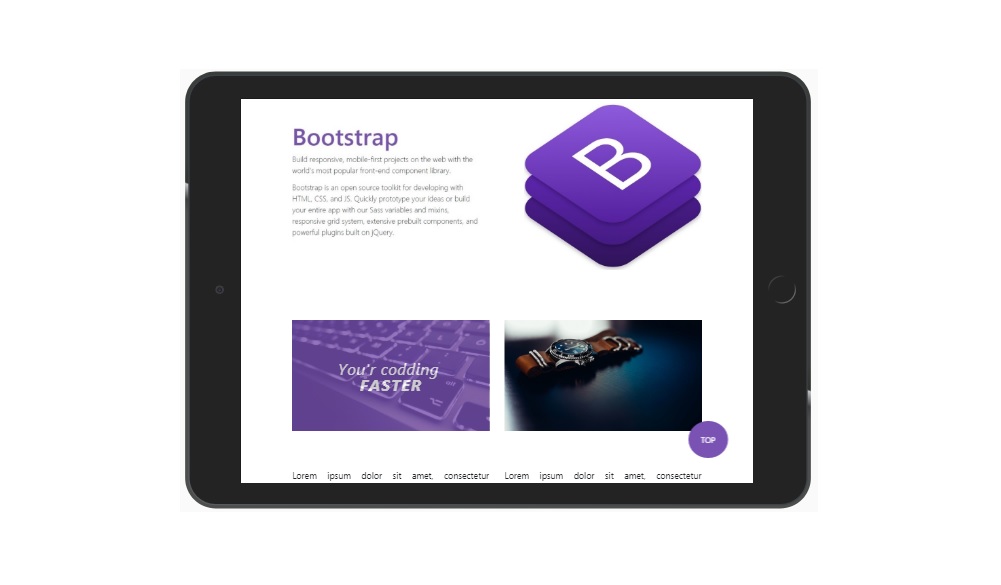 Bootstrap
Build responsive, mobile-first projects on the web with the
world's most popular front-end component library.
Bootstrap is an open source toolkit for developing with
HTML, CSS, and JS. Quickly prototype your ideas or build
your entire app with our Sass variables and mixins,
responsive grid system, extensive prebuilt components, and
powerful plugins built on jQuery.
B
You'r codding
FASTER
TOP
Lorem ipsum dolor sit amet, consectetur
Lorem ipsum dolor sit amet, consectetur